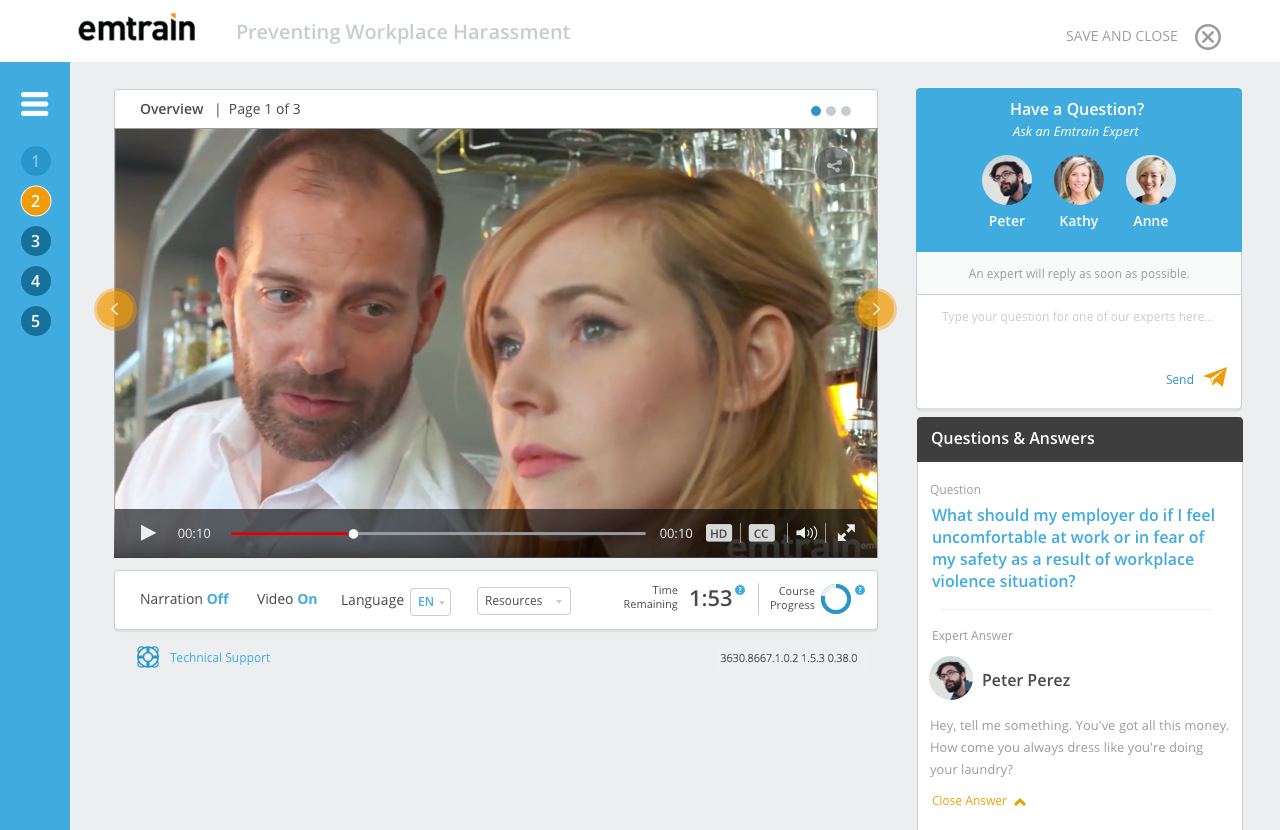 emtrain
Preventing Workplace Harassment
SAVE AND CLOSE
1
2
3
4
5
Overview | Page 1 of 3
emtrain
00:10
00:10
HD
CC
Narration Off
Video On
Language
EN
Resources
Time
Remaining
1:53
?
Course
Progress
?
Technical Support
3630.8667.1.0.2 1.5.3 0.38.0
Have a Question?
Ask an Emtrain Expert
Peter
Kathy
Anne
An expert will reply as soon as possible.
Type your question for one of our experts here...
Send
Questions & Answers
Question
What should my employer do if I feel
uncomfortable at work or in fear of
my safety as a result of workplace
violence situation?
Expert Answer
Peter Perez
Hey, tell me something. You've got all this money.
How come you always dress like you're doing
your laundry?
Close Answer